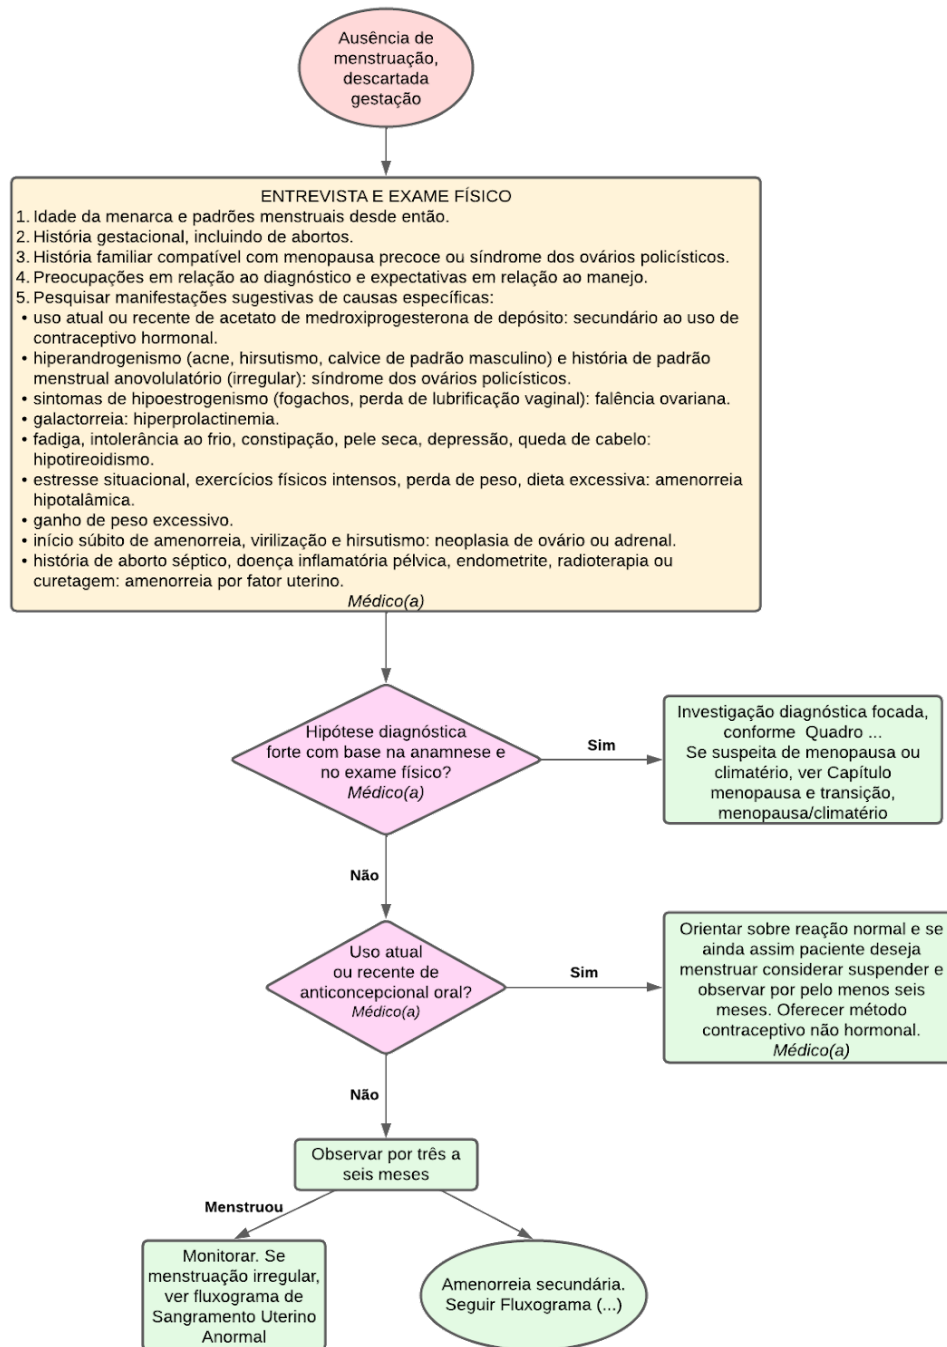 Ausência de
menstruação,
descartada
gestação
ENTREVISTA E EXAME FÍSICO
1. Idade da menarca e padrões menstruais desde então.
2. História gestacional, incluindo de abortos.
3. História familiar compatível com menopausa precoce ou síndrome dos ovários policísticos.
4. Preocupações em relação ao diagnóstico e expectativas em relação ao manejo.
5. Pesquisar manifestações sugestivas de causas específicas:
• uso atual ou recente de acetato de medroxiprogesterona de depósito: secundário ao uso de
contraceptivo hormonal.
• hiperandrogenismo (acne, hirsutismo, calvice de padrão masculino) e história de padrão
menstrual anovolulatório (irregular): síndrome dos ovários policísticos.
• sintomas de hipoestrogenismo (fogachos, perda de lubrificação vaginal): falência ovariana.
• galactorreia: hiperprolactinemia.
• fadiga, intolerância ao frio, constipação, pele seca, depressão, queda de cabelo:
hipotireoidismo.
• estresse situacional, exercícios físicos intensos, perda de peso, dieta excessiva: amenorreia
hipotalâmica.
• ganho de peso excessivo.
• início súbito de amenorreia, virilização e hirsutismo: neoplasia de ovário ou adrenal.
• história de aborto séptico, doença inflamatória pélvica, endometrite, radioterapia ou
curetagem: amenorreia por fator uterino.
Médico(a)
Hipótese diagnóstica
forte com base na anamnese e
no exame físico?
Médico(a)
Sim
Investigação diagnóstica focada,
conforme Quadro ...
Se suspeita de menopausa ou
climatério, ver Capítulo
menopausa e transição,
menopausa/climatério
Não
Uso atual
ou recente de
anticoncepcional oral?
Médico(a)
Sim
Orientar sobre reação normal e se
ainda assim paciente deseja
menstruar considerar suspender e
observar por pelo menos seis
meses. Oferecer método
contraceptivo não hormonal.
Médico(a)
Não
Observar por três a
seis meses
Menstruou
Monitorar. Se
menstruação irregular,
ver fluxograma de
Sangramento Uterino
Anormal
Amenorreia secundária.
Seguir Fluxograma (...)